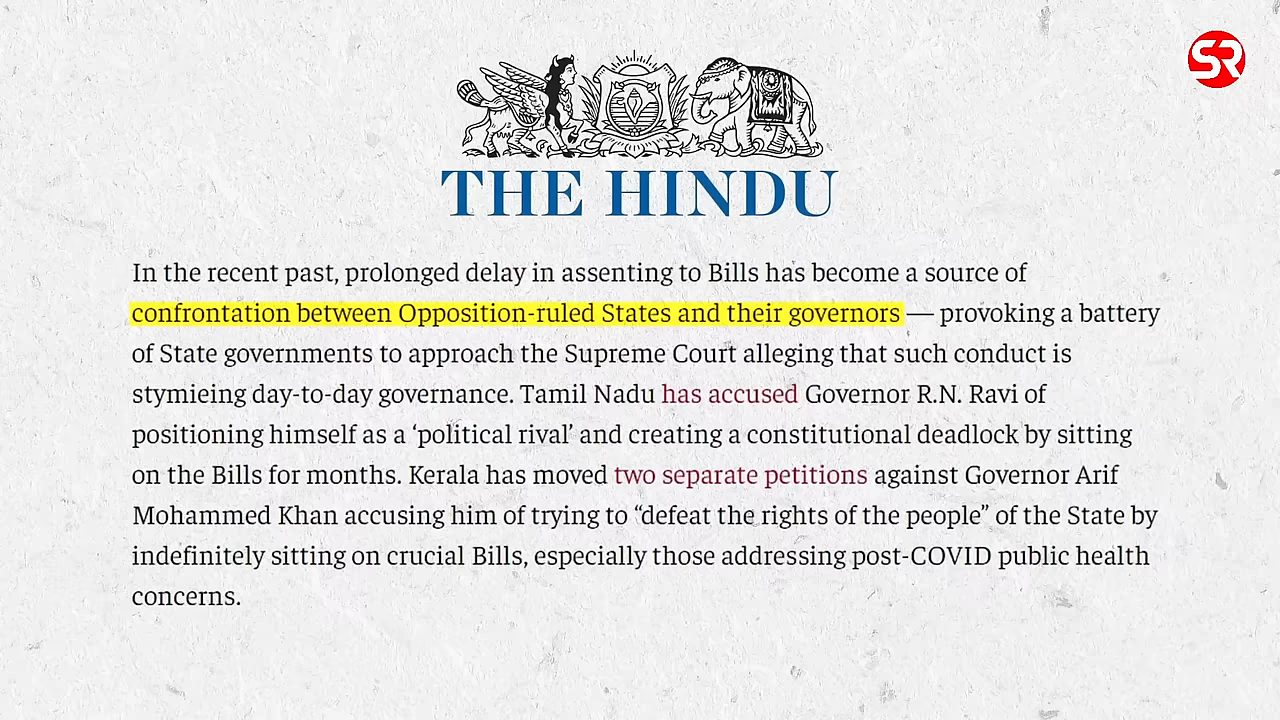 SR
THE HINDU
In the recent past, prolonged delay in assenting to Bills has become a source of
confrontation between Opposition-ruled States and their governors — provoking a battery
of State governments to approach the Supreme Court alleging that such conduct is
stymieing day-to-day governance. Tamil Nadu has accused Governor R.N. Ravi of
positioning himself as a ‘political rival’ and creating a constitutional deadlock by sitting
on the Bills for months. Kerala has moved two separate petitions against Governor Arif
Mohammed Khan accusing him of trying to “defeat the rights of the people” of the State by
indefinitely sitting on crucial Bills, especially those addressing post-COVID public health
concerns.